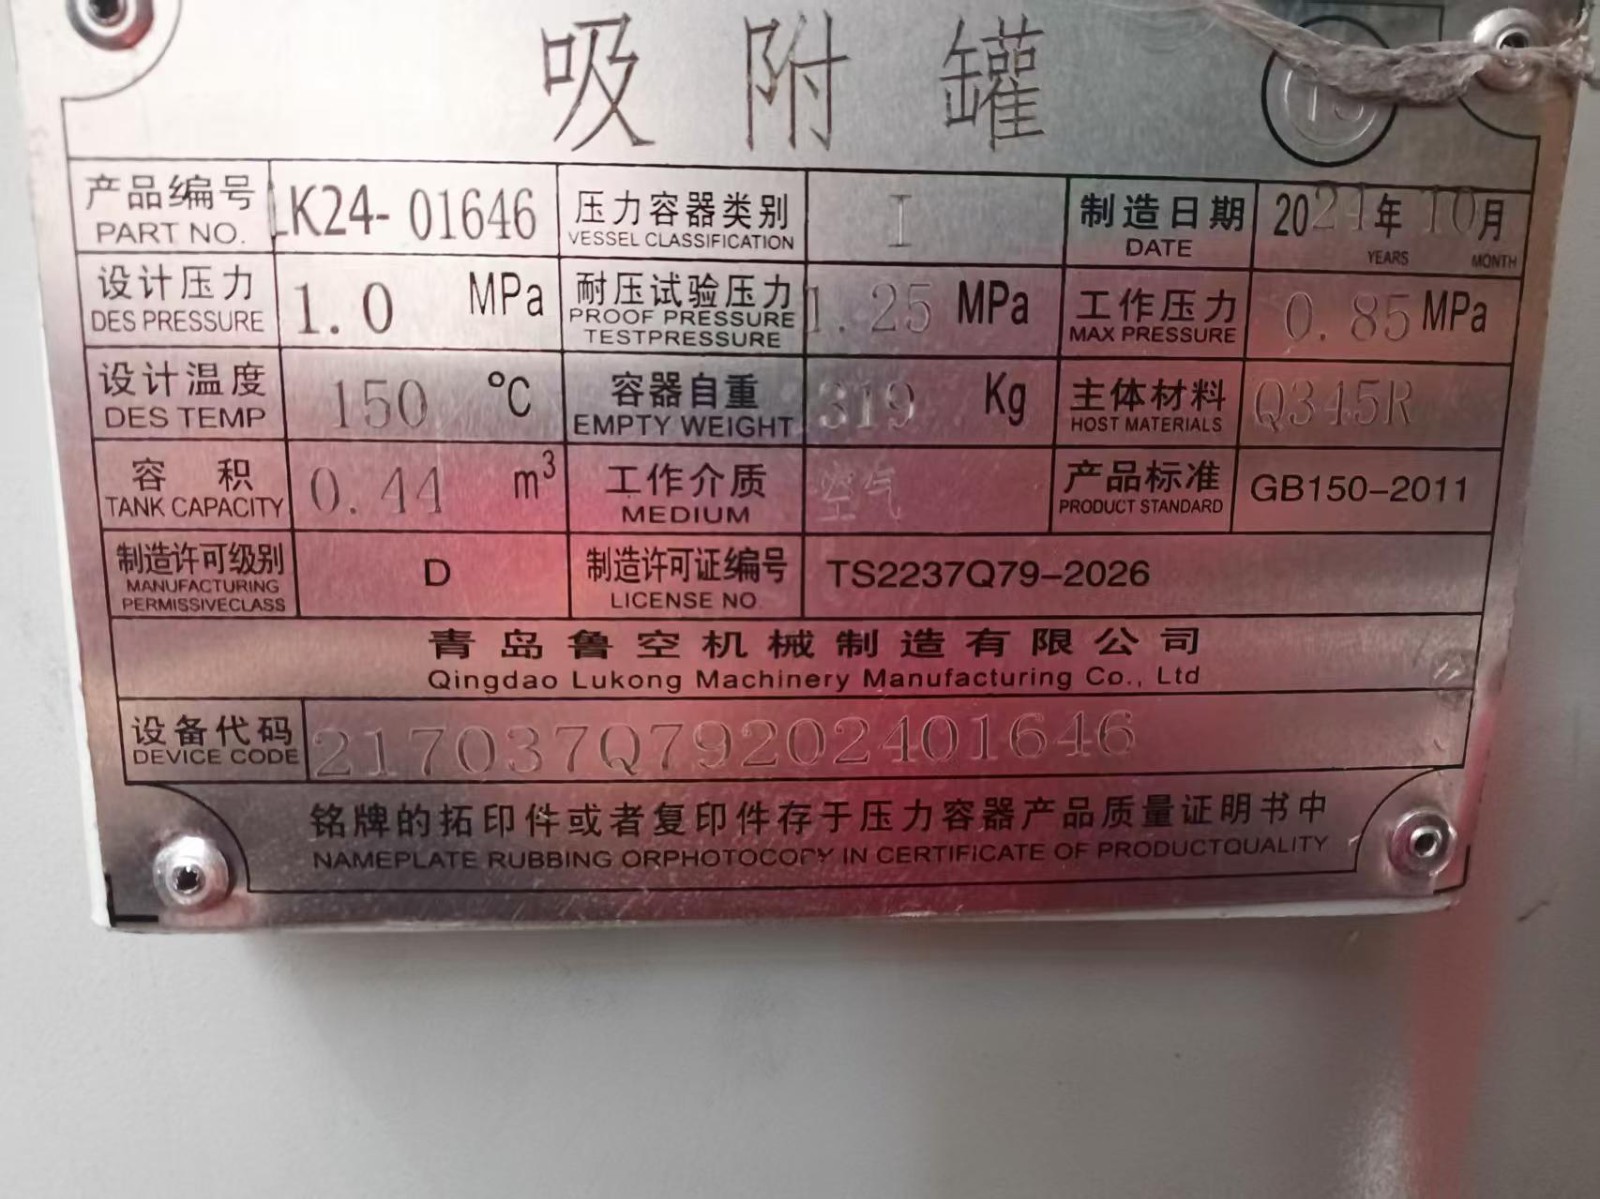 吸附罐
TS
产品编号 LK24-01646 压力容器类别 I 制造日期 2024年10月
PART NO. VESSEL CLASSIFICATION DATE YEARS MONTH
设计压力 1.0 MPa 耐压试验压力 1.25 MPa 工作压力 0.85 MPa
DES PRESSURE PROOF PRESSURE MAX PRESSURE
TESTPRESSURE
设计温度 150 ℃ 容器自重 319 Kg 主体材料 Q345R
DES TEMP EMPTY WEIGHT HOST MATERIALS
容积 0.44 m³ 工作介质 空气 产品标准 GB150-2011
TANK CAPACITY MEDIUM PRODUCT STANDARD
制造许可级别 D 制造许可证编号 TS2237Q79-2026
MANUFACTURING LICENSE NO.
PERMISSIVECLASS
青岛鲁空机械制造有限公司
Qingdao Lukong Machinery Manufacturing Co., Ltd
设备代码 217037Q79202401646
DEVICE CODE
铭牌的拓印件或者复印件存于压力容器产品质量证明书中
NAMEPLATE RUBBING ORPHOTOCOPY IN CERTIFICATE OF PRODUCTQUALITY